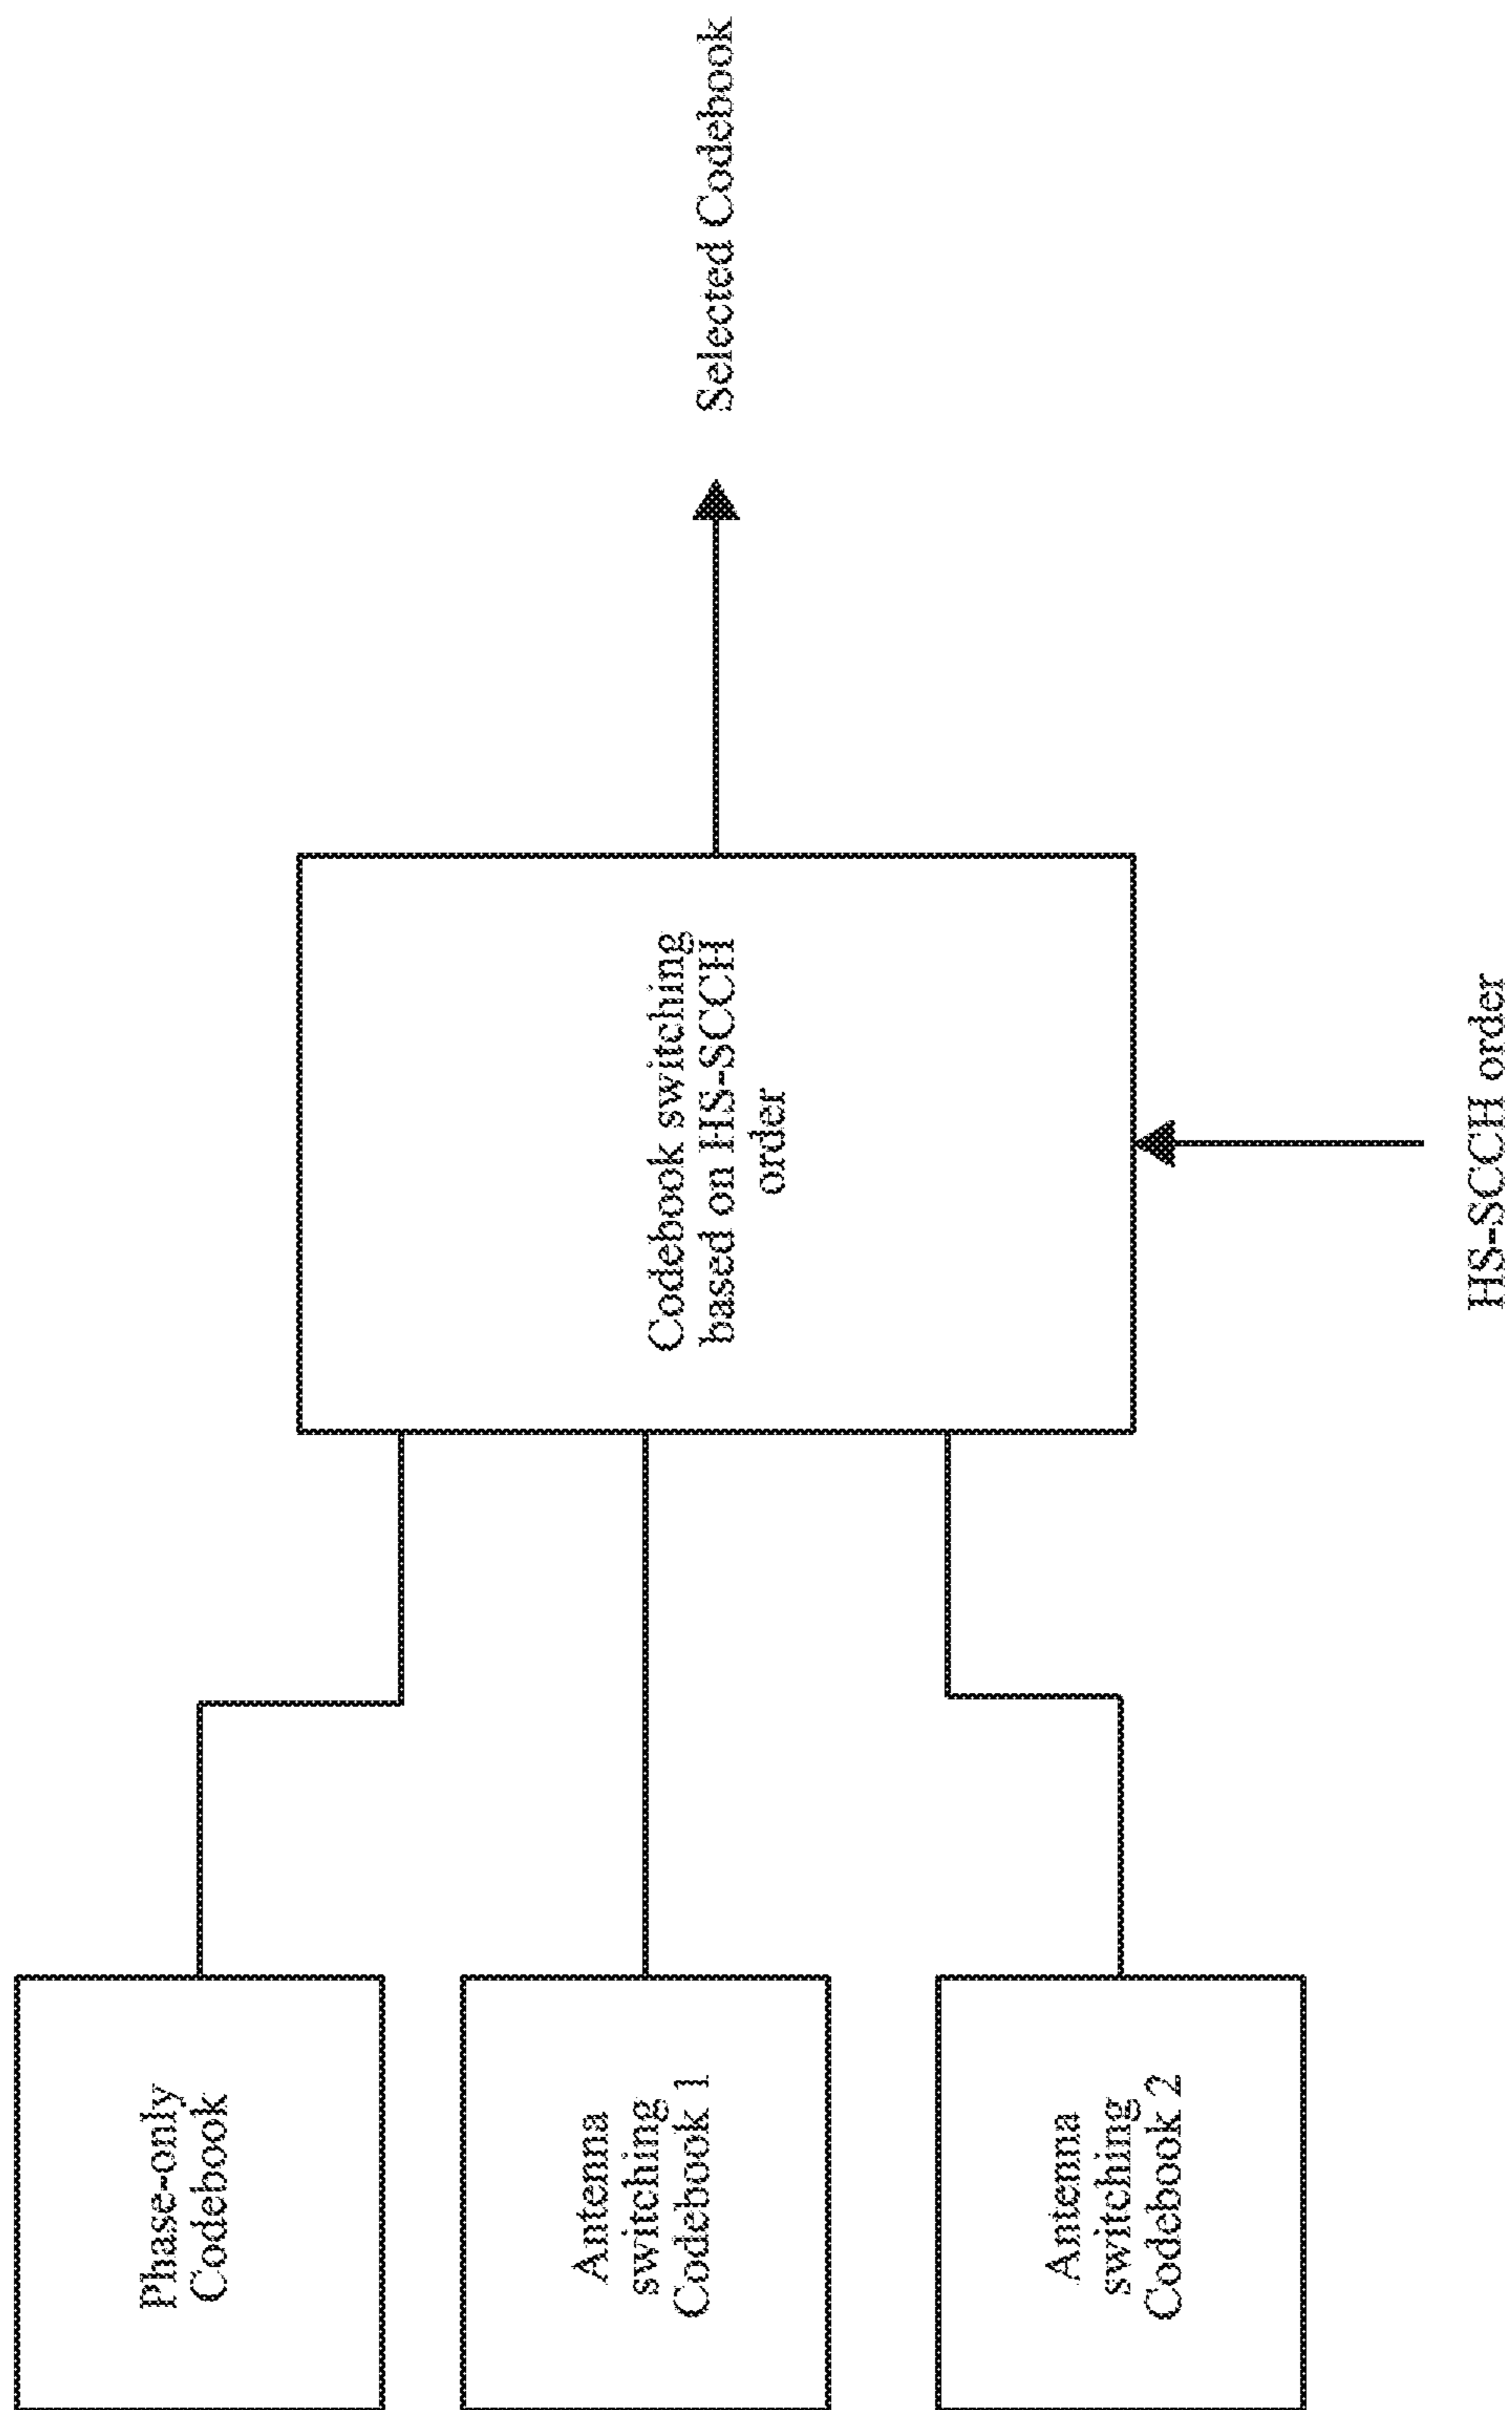 Phase-only
Codebook
Antenna
switching
Codebook 1
Antenna
switching
Codebook 2
Codebook switching
based on HS-SCCH
order
HS-SCCH order
Selected Codebook